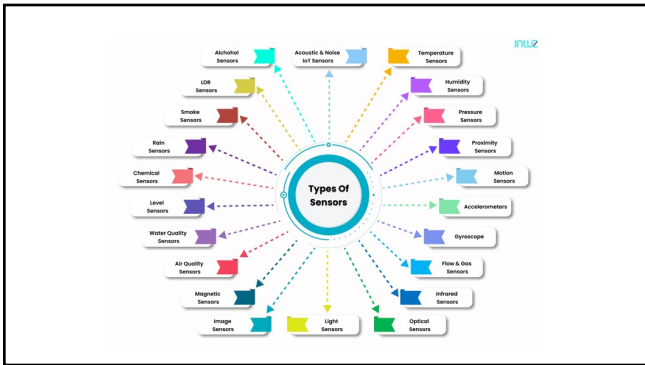 INTUZ
Alchohol
Sensors
Acoustic & Noise
IoT Sensors
Temperature
Sensors
LDR
Sensors
Humidity
Sensors
Smoke
Sensors
Pressure
Sensors
Rain
Sensors
Proximity
Sensors
Chemical
Sensors
Motion
Sensors
Types Of
Sensors
Level
Sensors
Accelerometers
Water Quality
Sensors
Gyroscope
Air Quality
Sensors
Flow & Gas
Sensors
Magnetic
Sensors
Infrared
Sensors
Image
Sensors
Light
Sensors
Optical
Sensors